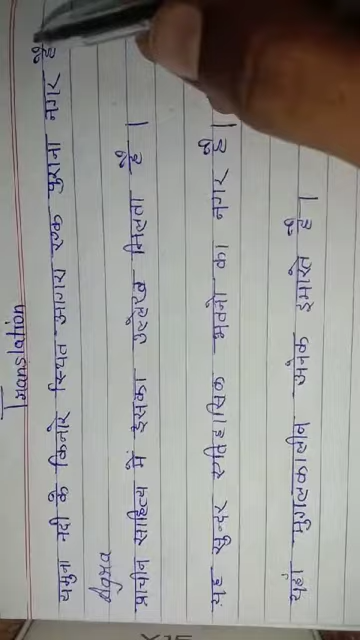 Translation
यमुना नदी के किनारे स्थित आगरा एक पुराना नगर है
Agra
प्राचीन साहित्य में इसका उल्लेख मिलता है ।
यह सुन्दर ऐतिहासिक भवनो का नगर है ।
यहां मुगलकालीन अनेक इमारते है ।